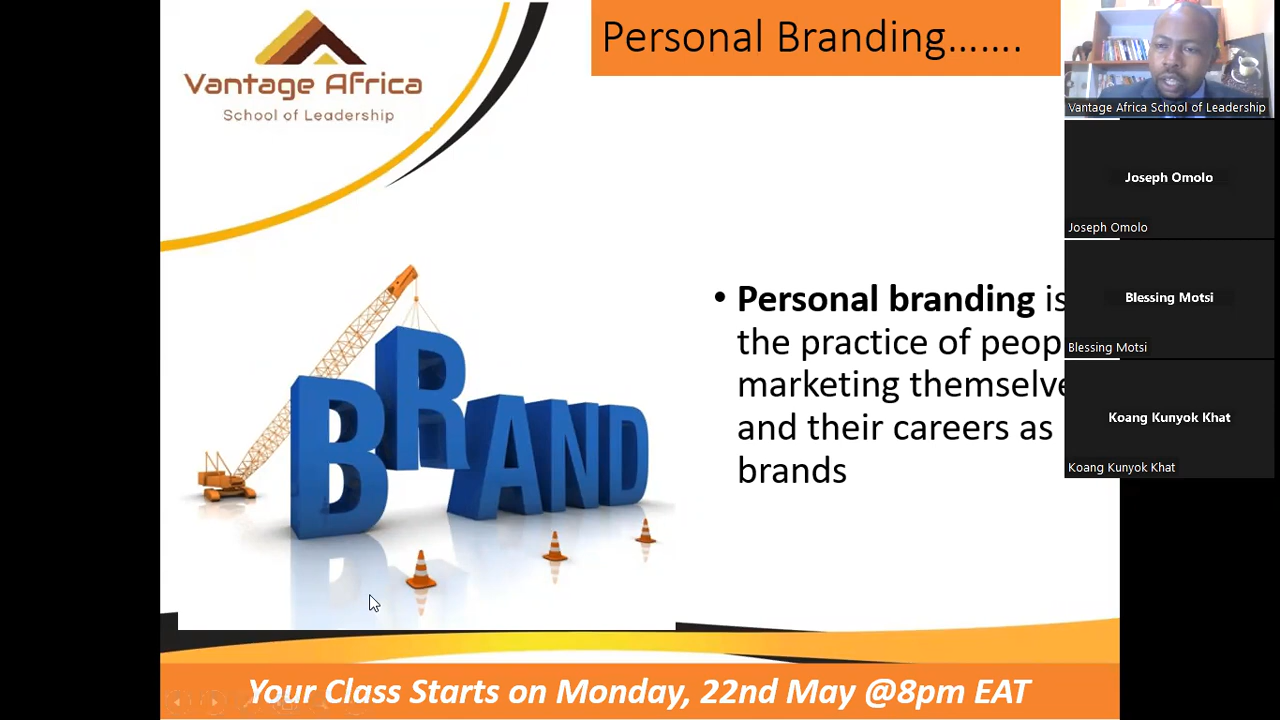 Vantage Africa
School of Leadership
Personal Branding.......
BRAND
• Personal branding is
the practice of peop
marketing themselve
and their careers as
brands
Your Class Starts on Monday, 22nd May @8pm EAT
Vantage Africa School of Leadership
Joseph Omolo
Joseph Omolo
Blessing Motsi
Blessing Motsi
Koang Kunyok Khat
Koang Kunyok Khat